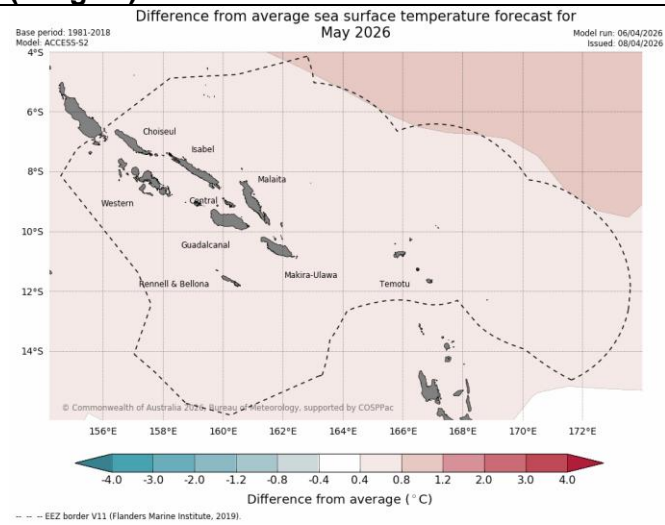 Difference from average sea surface temperature forecast for
May 2026
Base period: 1981-2018
Model: ACCESS-S2
Model run: 06/04/2026
Issued: 08/04/2026
4°S
6°S
8°S
10°S
12°S
14°S
Choiseul
Isabel
Malaita
Western
Central
Guadalcanal
Makira-Ulawa
Rennell & Bellona
Temotu
© Commonwealth of Australia 2026, Bureau of Meteorology, supported by COSPPac
156°E 158°E 160°E 162°E 164°E 166°E 168°E 170°E 172°E
-4.0 -3.0 -2.0 -1.2 -0.8 -0.4 0.4 0.8 1.2 2.0 3.0 4.0
Difference from average (°C)
-- -- -- EEZ border V11 (Flanders Marine Institute, 2019).